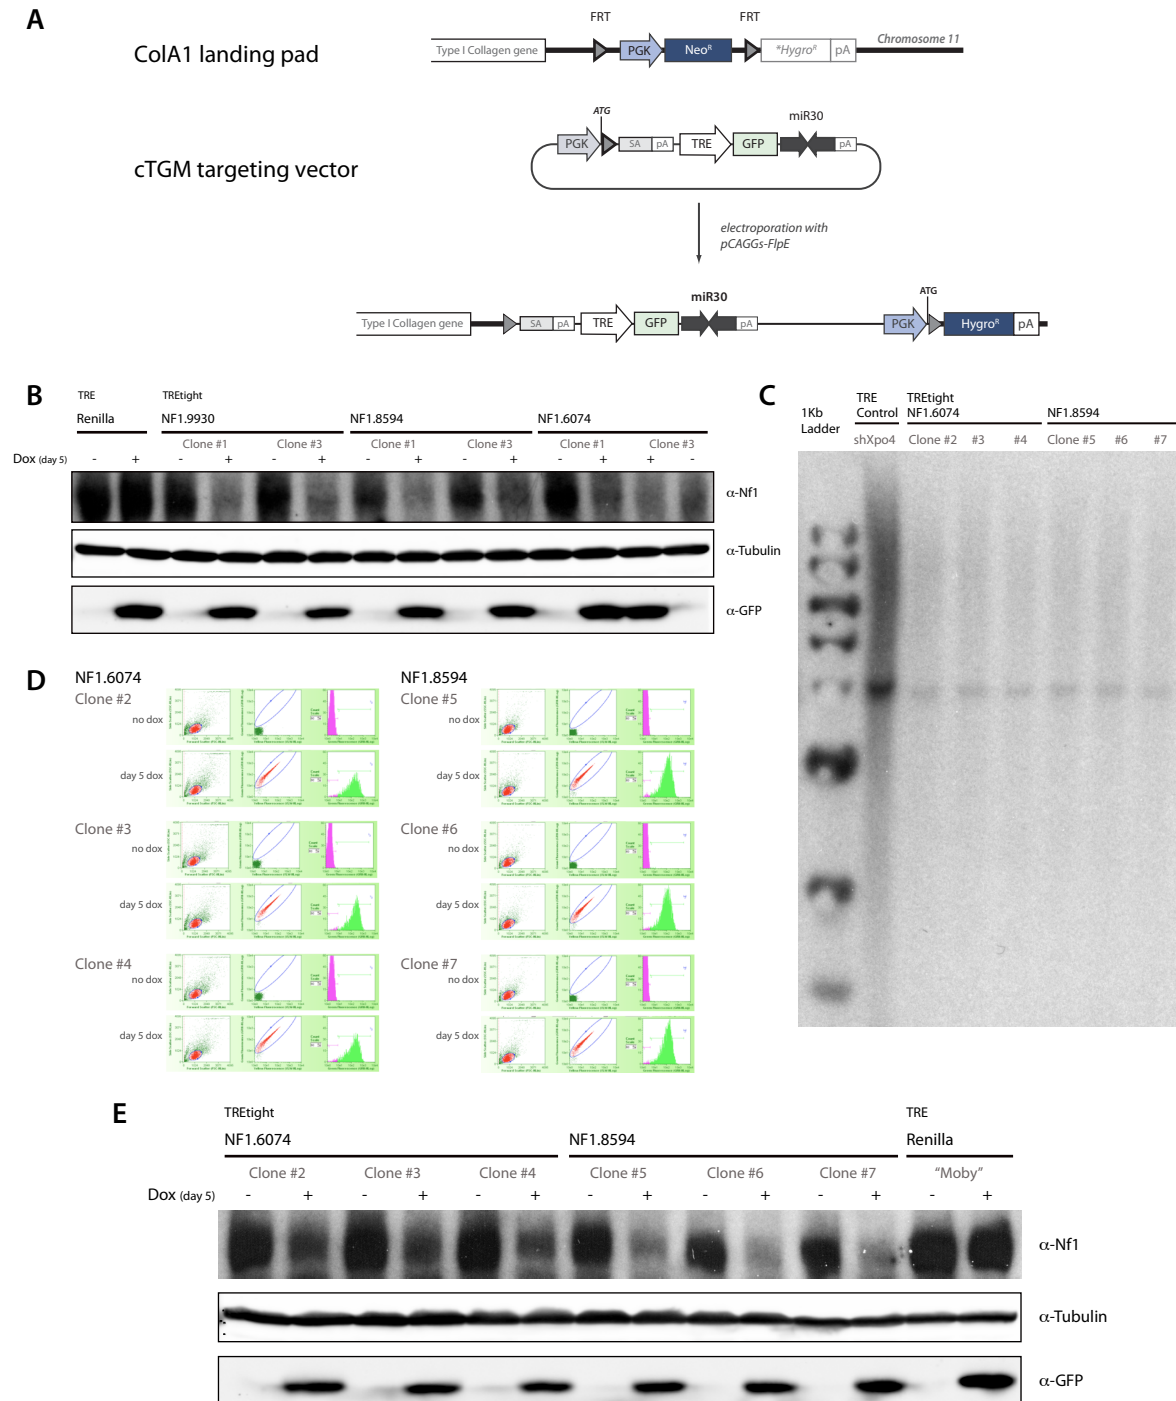 A
ColA1 landing pad
FRT
FRT
Type I Collagen gene
PGK
Neoᴿ
*Hygroᴿ
pA
Chromosome 11
cTGM targeting vector
ATG
PGK
SA
pA
TRE
GFP
miR30
pA
electroporation with
pCAGGs-FlpE
Type I Collagen gene
SA
pA
TRE
GFP
miR30
pA
ATG
PGK
Hygroᴿ
pA
B
TRE
TREtight
Renilla
NF1.9930
NF1.8594
NF1.6074
Clone #1
Clone #3
Clone #1
Clone #3
Clone #1
Clone #3
Dox (day 5) - + - + - + - + - + - + + -
α-Nf1
α-Tubulin
α-GFP
C
1Kb
Ladder
TRE
Control
shXpo4
TREtight
NF1.6074
NF1.8594
Clone #2 #3 #4 Clone #5 #6 #7
D
NF1.6074
Clone #2
no dox
day 5 dox
Clone #3
no dox
day 5 dox
Clone #4
no dox
day 5 dox
NF1.8594
Clone #5
no dox
day 5 dox
Clone #6
no dox
day 5 dox
Clone #7
no dox
day 5 dox
E
TREtight
TRE
NF1.6074
NF1.8594
Renilla
Clone #2
Clone #3
Clone #4
Clone #5
Clone #6
Clone #7
"Moby"
Dox (day 5) - + - + - + - + - + - + - +
α-Nf1
α-Tubulin
α-GFP